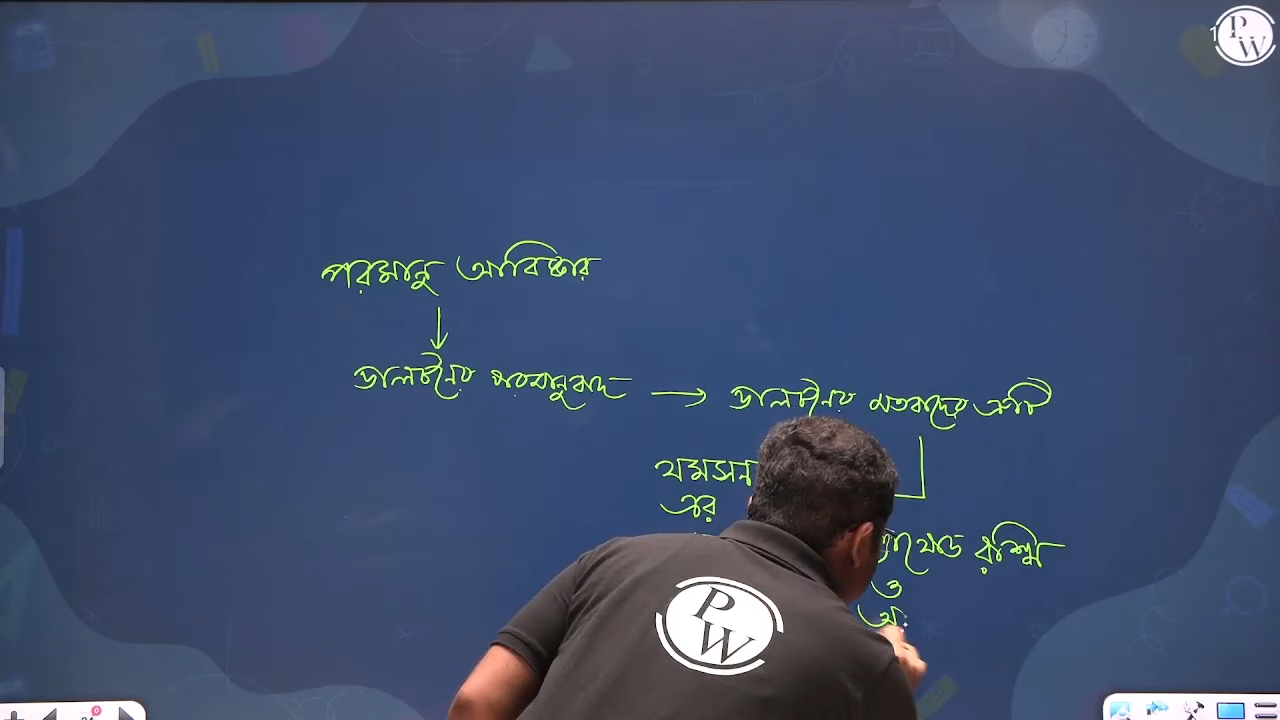 পরমানু আবিষ্কার
↓
ডালটনের পরমানুবাদ → ডালটনের মতবাদের ত্রুটি
থমসন
এর
থোড রশ্মি
ও
PW
PW